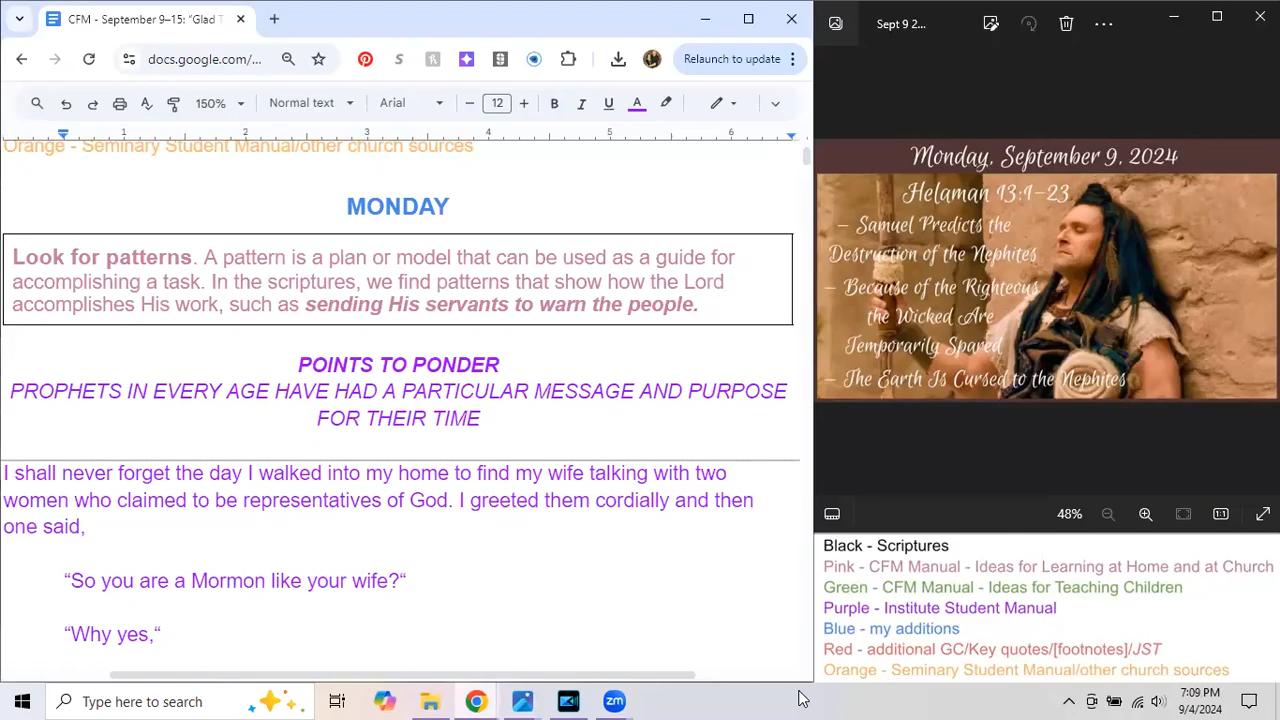 CFM - September 9–15: “Glad T
docs.google.com/...
Relaunch to update
150%
Normal text
Arial
12
B I U A
1 2 3 4 5 6
Orange - Seminary Student Manual/other church sources
MONDAY
Look for patterns. A pattern is a plan or model that can be used as a guide for
accomplishing a task. In the scriptures, we find patterns that show how the Lord
accomplishes His work, such as sending His servants to warn the people.
POINTS TO PONDER
PROPHETS IN EVERY AGE HAVE HAD A PARTICULAR MESSAGE AND PURPOSE
FOR THEIR TIME
I shall never forget the day I walked into my home to find my wife talking with two
women who claimed to be representatives of God. I greeted them cordially and then
one said,
“So you are a Mormon like your wife?“
“Why yes,“
Sept 9 2...
Monday, September 9, 2024
Helaman 13:1–23
– Samuel Predicts the
Destruction of the Nephites
– Because of the Righteous
the Wicked Are
Temporarily Spared
– The Earth Is Cursed to the Nephites
48%
1:1
Black - Scriptures
Pink - CFM Manual - Ideas for Learning at Home and at Church
Green - CFM Manual - Ideas for Teaching Children
Purple - Institute Student Manual
Blue - my additions
Red - additional GC/Key quotes/[footnotes]/JST
Orange - Seminary Student Manual/other church sources
Type here to search
zm
7:09 PM
9/4/2024